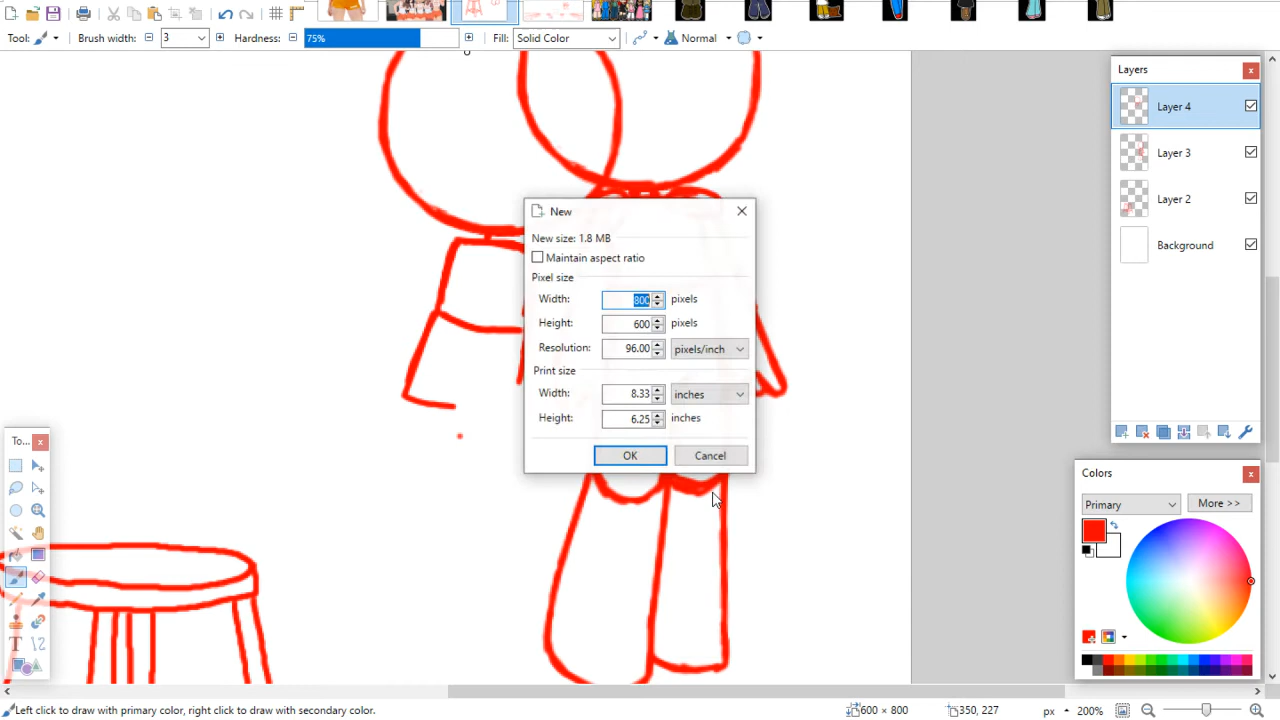 Tool:
Brush width:
3
Hardness:
75%
Fill:
Solid Color
Normal
Layers
Layer 4
Layer 3
Layer 2
Background
New
New size: 1.8 MB
Maintain aspect ratio
Pixel size
Width:
800
pixels
Height:
600
pixels
Resolution:
96.00
pixels/inch
Print size
Width:
8.33
inches
Height:
6.25
inches
OK
Cancel
To...
Colors
Primary
More >>
Left click to draw with primary color, right click to draw with secondary color.
600 × 800
350, 227
px
200%